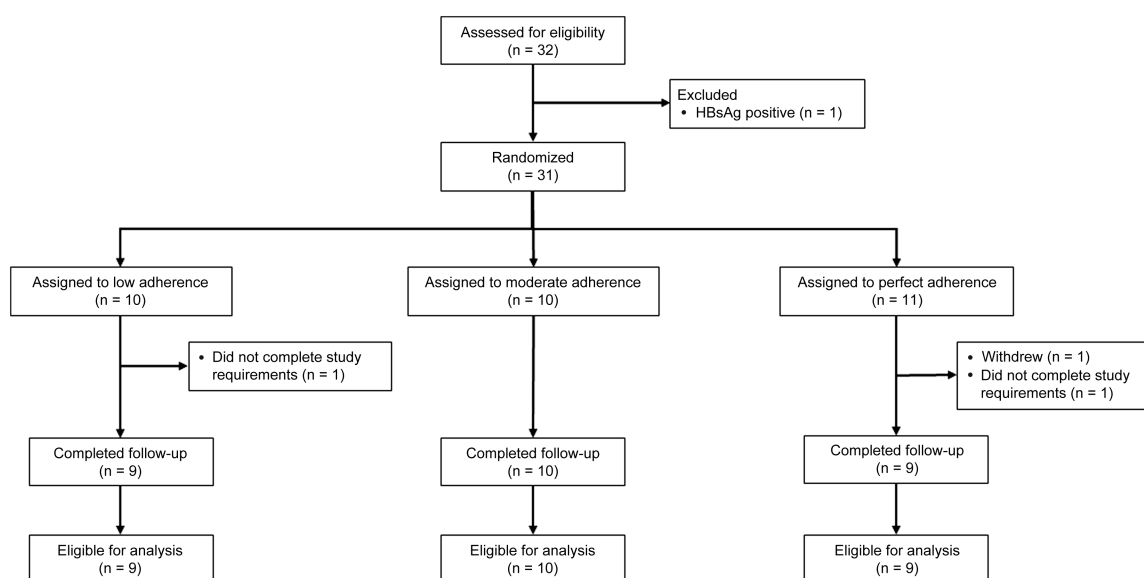 Assessed for eligibility
(n = 32)
Excluded
• HBsAg positive (n = 1)
Randomized
(n = 31)
Assigned to low adherence
(n = 10)
Assigned to moderate adherence
(n = 10)
Assigned to perfect adherence
(n = 11)
• Did not complete study
requirements (n = 1)
• Withdrew (n = 1)
• Did not complete study
requirements (n = 1)
Completed follow-up
(n = 9)
Completed follow-up
(n = 10)
Completed follow-up
(n = 9)
Eligible for analysis
(n = 9)
Eligible for analysis
(n = 10)
Eligible for analysis
(n = 9)